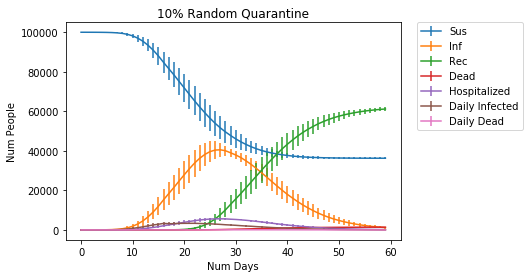 10% Random Quarantine
100000
80000
60000
40000
20000
0
Num People
0
10
20
30
40
50
60
Num Days
Sus
Inf
Rec
Dead
Hospitalized
Daily Infected
Daily Dead